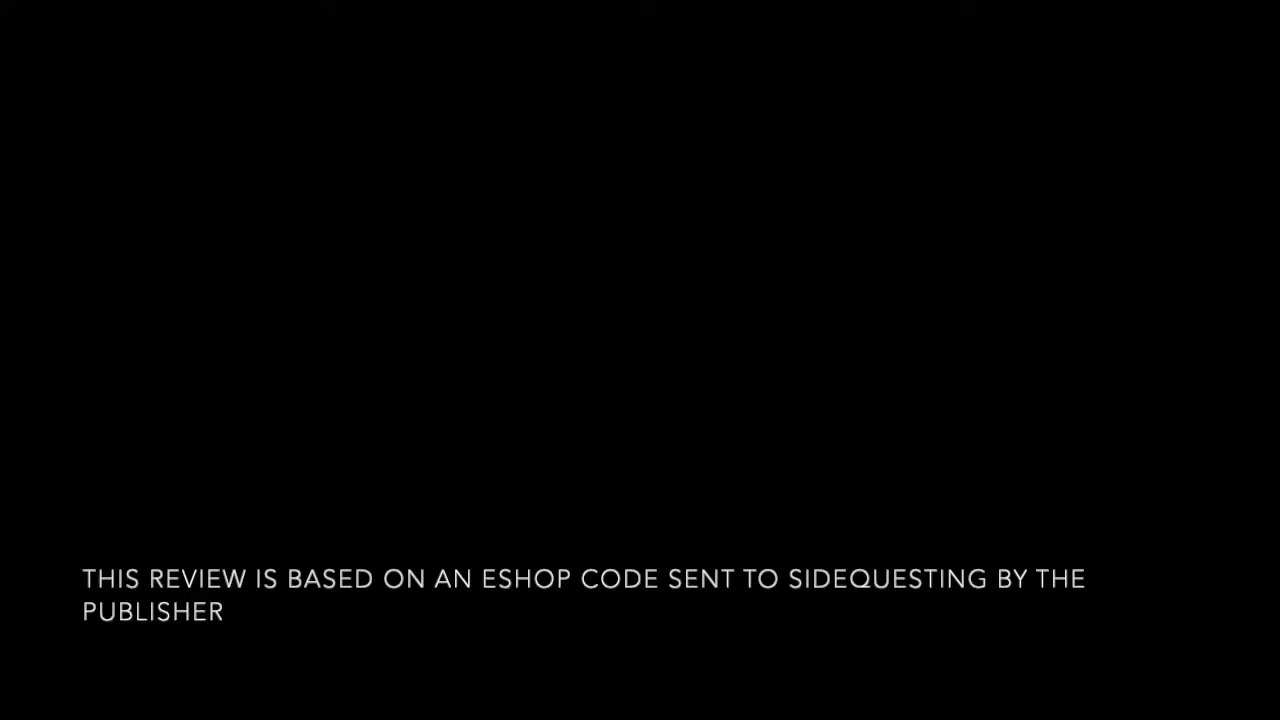 THIS REVIEW IS BASED ON AN ESHOP CODE SENT TO SIDEQUESTING BY THE
PUBLISHER